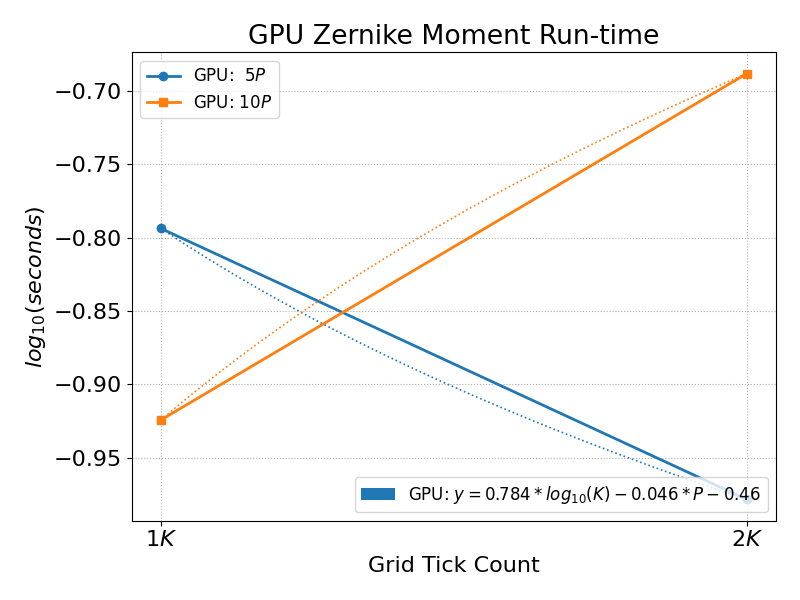 GPU Zernike Moment Run-time
GPU: 5P
GPU: 10P
−0.70
−0.75
−0.80
−0.85
−0.90
−0.95
log₁₀(seconds)
GPU: y = 0.784 * log₁₀(K) − 0.046 * P − 0.46
1K
2K
Grid Tick Count